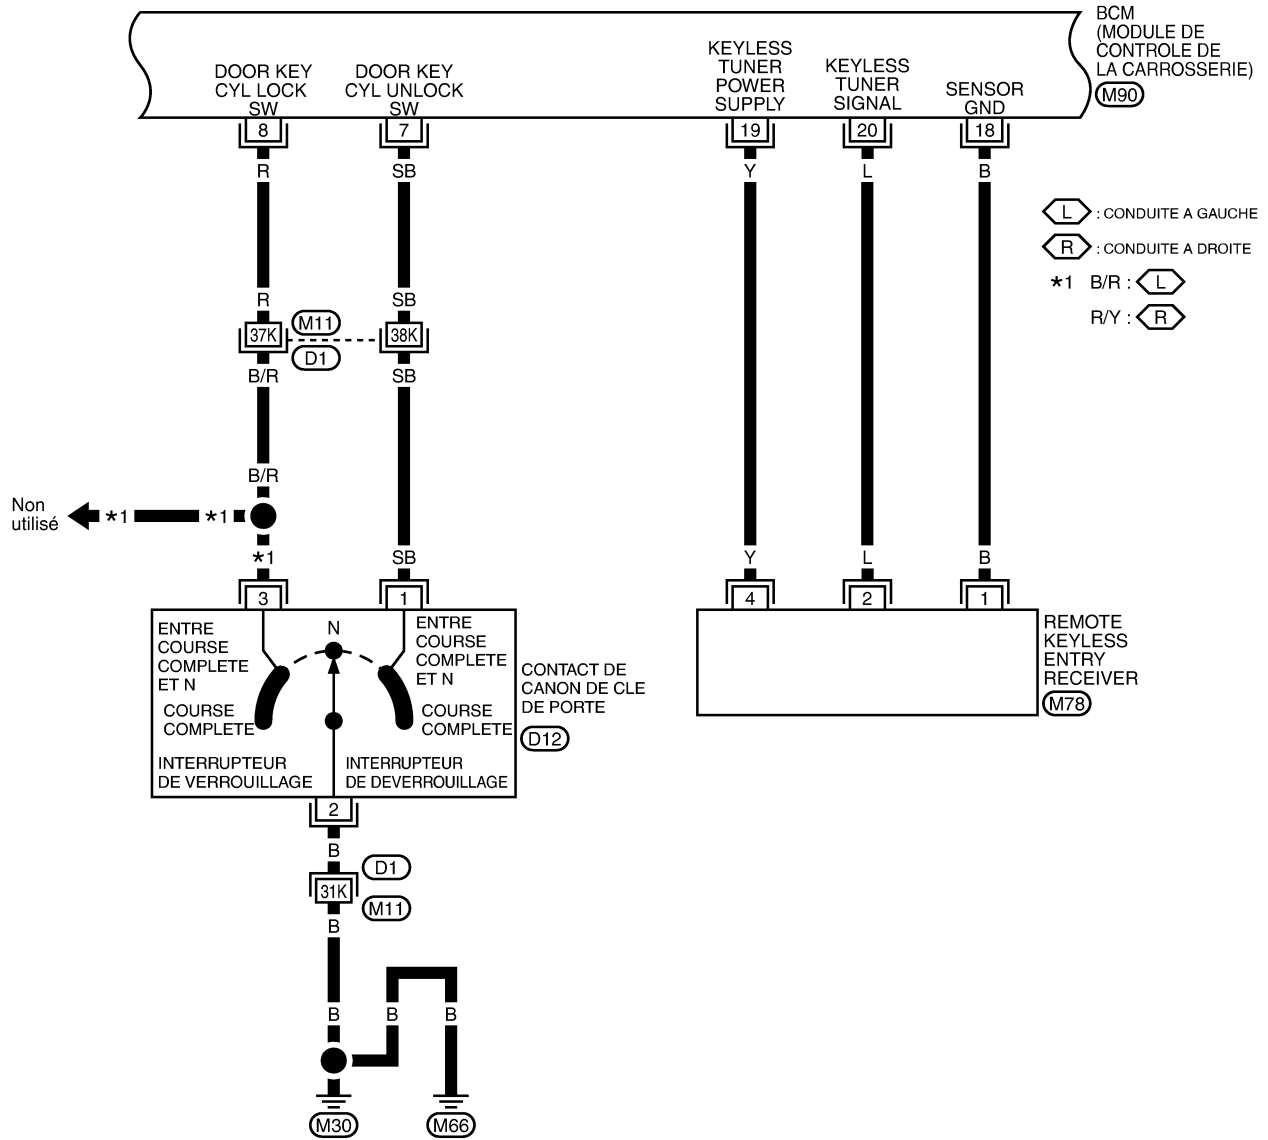 BCM
(MODULE DE
CONTROLE DE
LA CARROSSERIE)
M90
DOOR KEY
CYL LOCK
SW
DOOR KEY
CYL UNLOCK
SW
KEYLESS
TUNER
POWER
SUPPLY
KEYLESS
TUNER
SIGNAL
SENSOR
GND
8
7
19
20
18
R
SB
Y
L
B
L : CONDUITE A GAUCHE
R : CONDUITE A DROITE
*1 B/R : L
R/Y : R
R
SB
37K
M11
D1
38K
B/R
SB
B/R
Non
utilisé
*1
*1
*1
SB
Y
L
B
3
1
4
2
1
ENTRE
COURSE
COMPLETE
ET N
N
ENTRE
COURSE
COMPLETE
ET N
COURSE
COMPLETE
COURSE
COMPLETE
INTERRUPTEUR
DE VERROUILLAGE
INTERRUPTEUR
DE DEVERROUILLAGE
CONTACT DE
CANON DE CLE
DE PORTE
D12
REMOTE
KEYLESS
ENTRY
RECEIVER
M78
2
B
D1
31K
M11
B
B
B
B
M30
M66